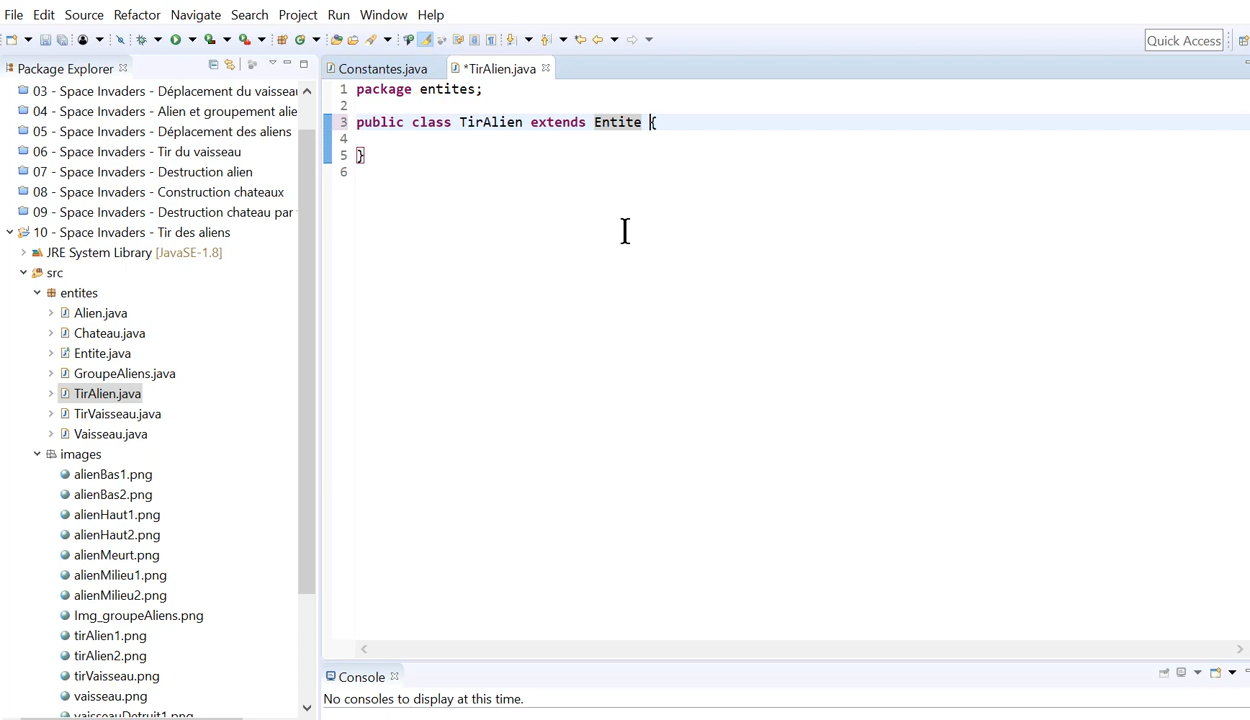 File Edit Source Refactor Navigate Search Project Run Window Help
Quick Access
Package Explorer
03 - Space Invaders - Déplacement du vaisseau
04 - Alien et groupement alie
05 - Space Invaders - Déplacement des aliens
06 - Space Invaders - Tir du vaisseau
07 - Space Invaders - Destruction alien
08 - Space Invaders - Construction chateaux
09 - Space Invaders - Destruction chateau par
10 - Space Invaders - Tir des aliens
JRE System Library [JavaSE-1.8]
src
entites
Alien.java
Chateau.java
Entite.java
GroupeAliens.java
TirAlien.java
TirVaisseau.java
Vaisseau.java
images
alienBas1.png
alienBas2.png
alienHaut1.png
alienHaut2.png
alienMeurt.png
alienMilieu1.png
alienMilieu2.png
Img_groupeAliens.png
tirAlien1.png
tirAlien2.png
tirVaisseau.png
vaisseau.png
vaisseauDetruit1.png
Constantes.java *TirAlien.java
1 package entites;
2
3 public class TirAlien extends Entite {
4
5 }
6
Console
No consoles to display at this time.